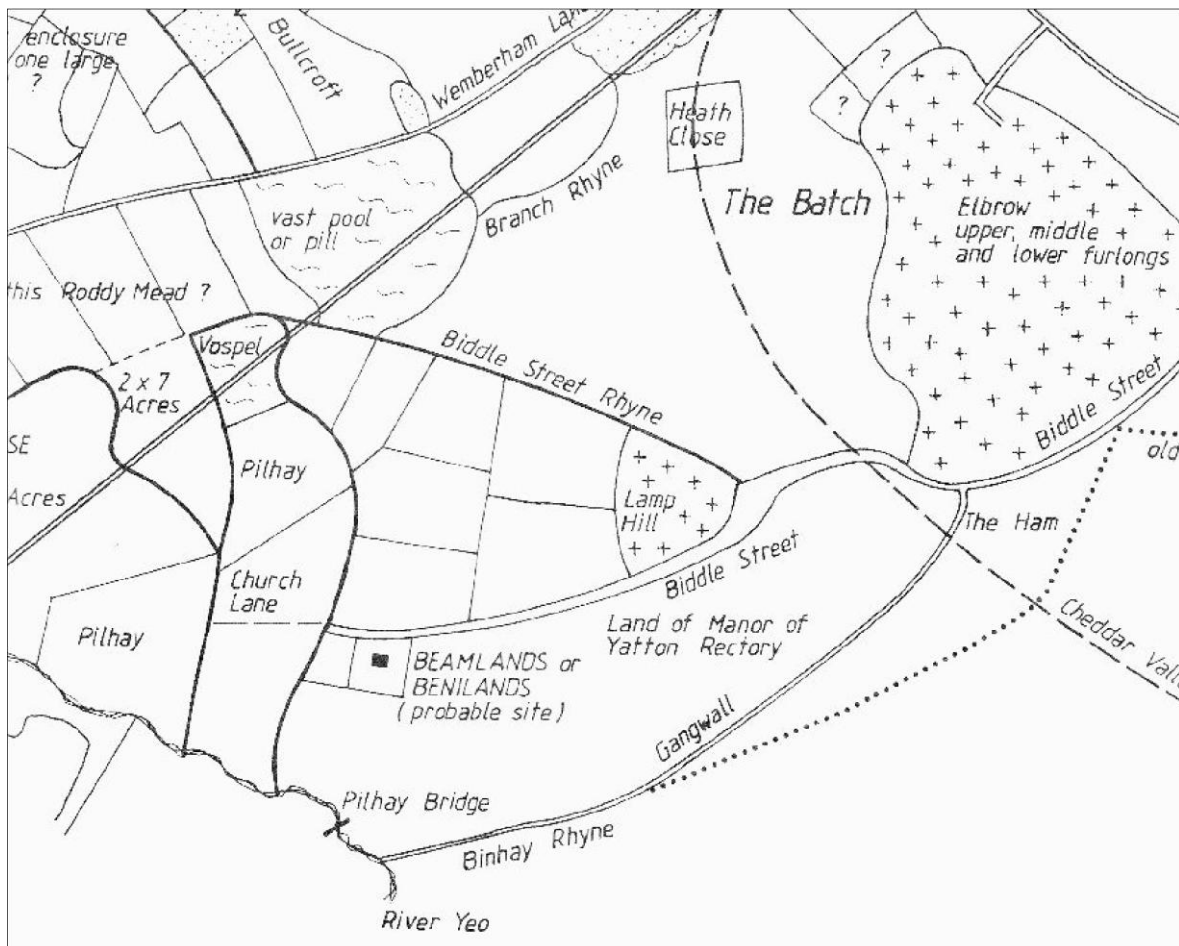 enclosure
one large
?
Bullcroft
Wemberham Lane
?
?
Heath
Close
Branch Rhyne
The Batch
Elbrow
upper, middle
and lower furlongs
vast pool
or pill
this Roddy Mead ?
Vospel
Biddle Street Rhyne
2 x 7
Acres
Biddle Street
old
SE
Acres
Pilhay
Lamp
Hill
The Ham
Biddle Street
Church
Lane
Pilhay
Land of Manor of
Yatton Rectory
Cheddar Valle
BEAMLANDS or
BENILANDS
(probable site)
Gangwall
Pilhay Bridge
Binhay Rhyne
River Yeo